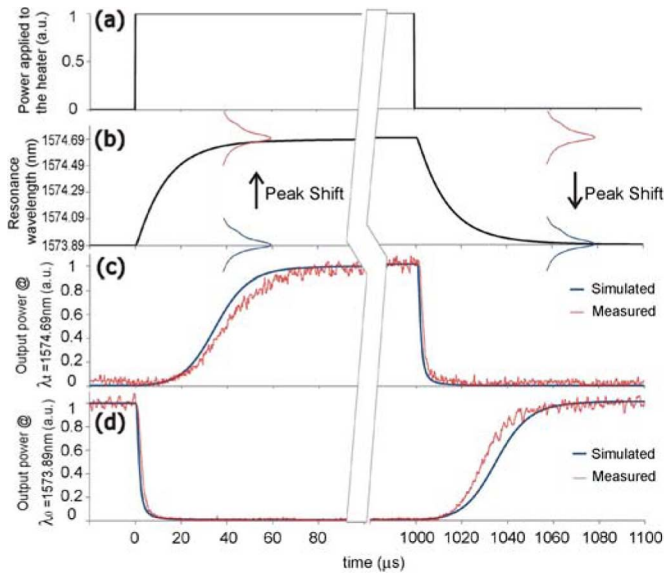 (a)
Power applied to
the heater (a.u.)
1
0.5
0
(b)
Resonance
wavelength (nm)
1574.69
1574.49
1574.29
1574.09
1573.89
Peak Shift
Peak Shift
(c)
Output power @
λt =1574.69nm (a.u.)
1
0.8
0.6
0.4
0.2
0
Simulated
Measured
(d)
Output power @
λ0 =1573.89nm (a.u.)
1
0.8
0.6
0.4
0.2
0
Simulated
Measured
0 20 40 60 80 1000 1020 1040 1060 1080 1100
time (μs)